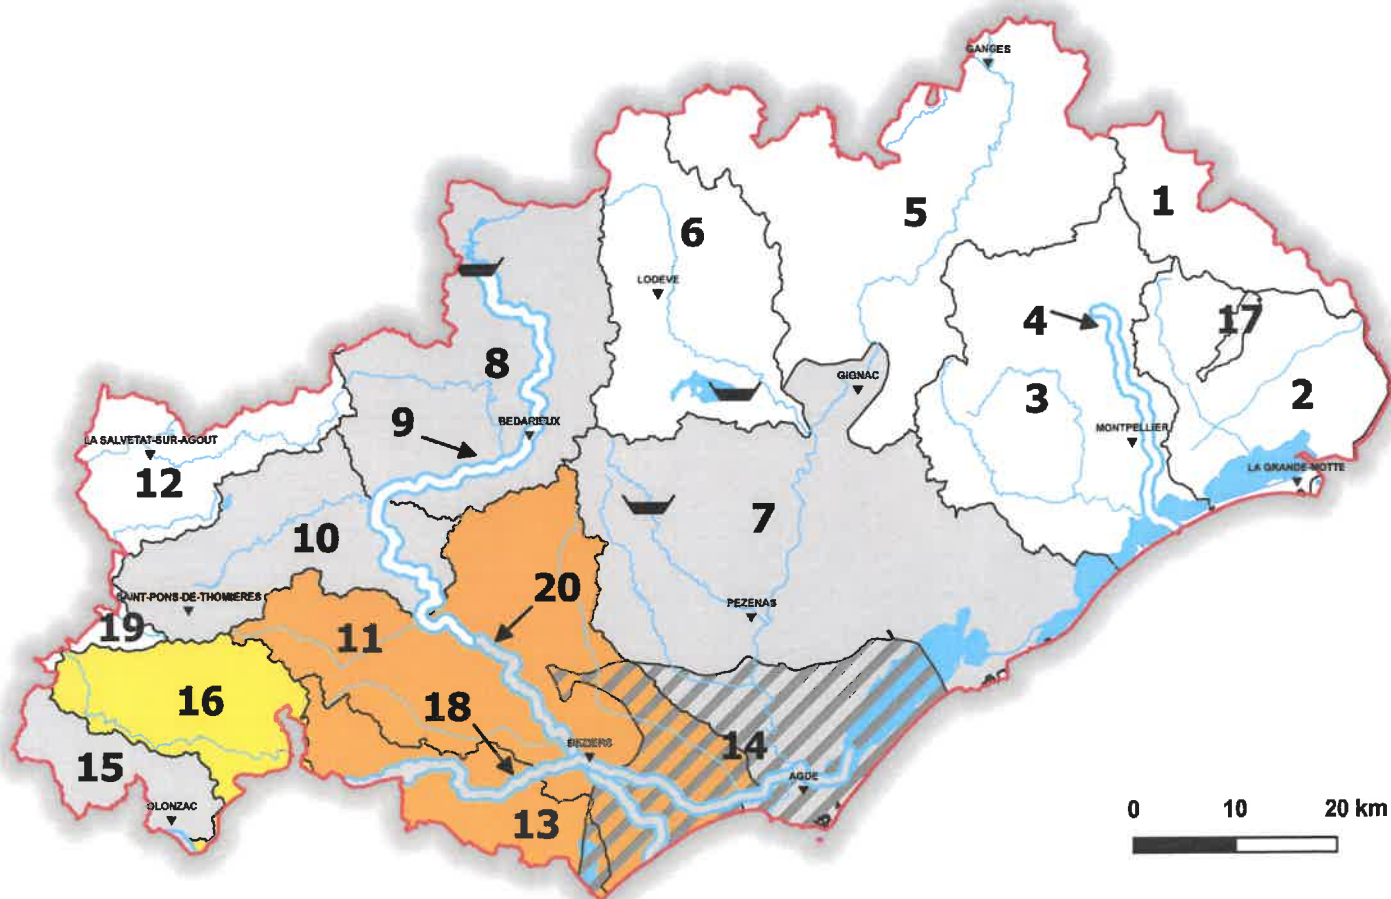 GANGES
1
5
6
LODEVE
17
4
8
GIGNAC
2
3
9
BEDARIEUX
MONTPELLIER
LA SALVETAT-SUR-AGOUT
LA GRANDE-MOTTE
12
7
10
20
SAINT-PONS-DE-THOMIERES
PEZENAS
19
11
16
18
14
BEZIERS
15
AGDE
OLONZAC
13
0 10 20 km